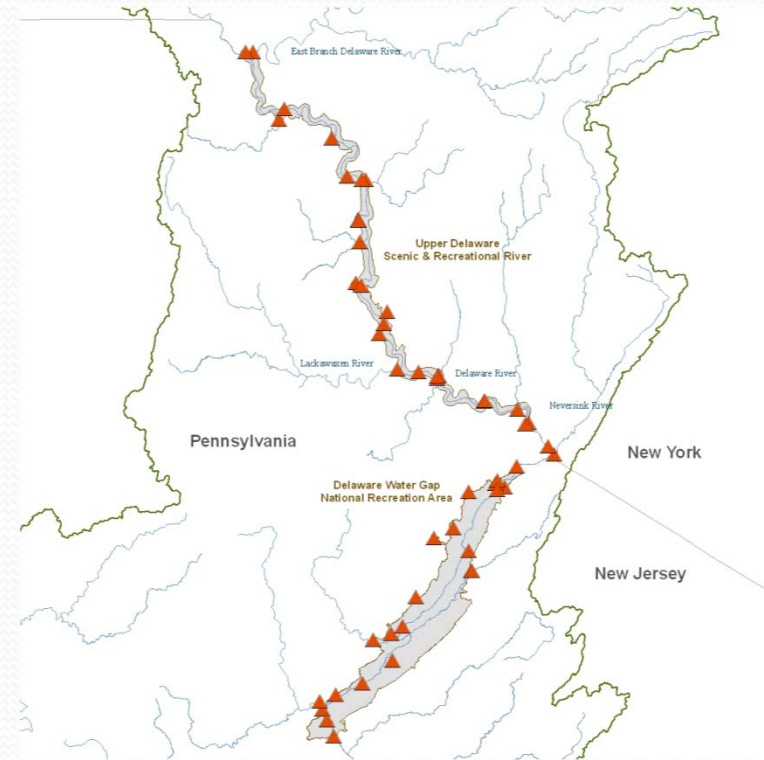 East Branch Delaware River
Upper Delaware
Scenic & Recreational River
Lackawaxen River
Delaware River
Neversink River
Pennsylvania
New York
Delaware Water Gap
National Recreation Area
New Jersey